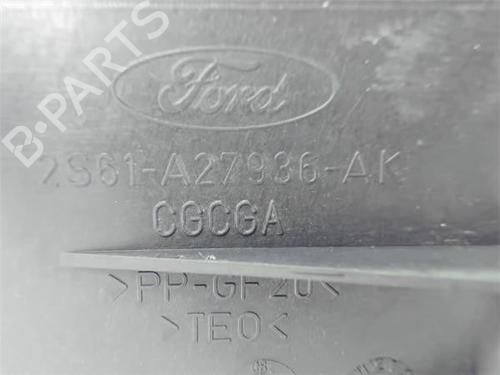 B-PARTS
Ford
2S61-A27936-AK
CGCGA
>PP-GF20<
>TEO<